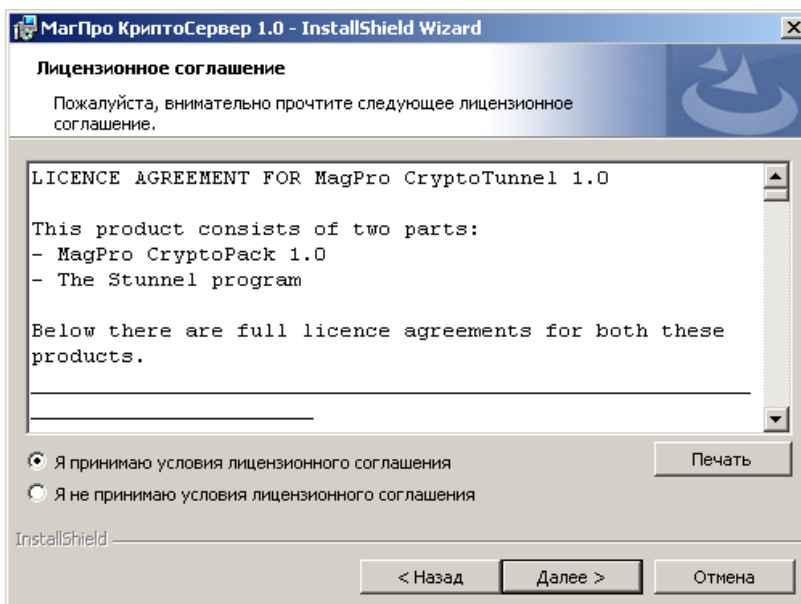 МагПро КриптоСервер 1.0 - InstallShield Wizard
Лицензионное соглашение
Пожалуйста, внимательно прочтите следующее лицензионное
соглашение.
LICENCE AGREEMENT FOR MagPro CryptoTunnel 1.0
This product consists of two parts:
- MagPro CryptoPack 1.0
- The Stunnel program
Below there are full licence agreements for both these
products.
Я принимаю условия лицензионного соглашения
Печать
Я не принимаю условия лицензионного соглашения
InstallShield
< Назад
Далее >
Отмена